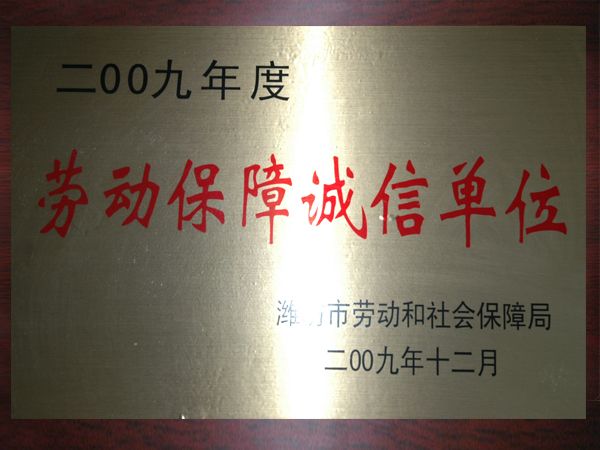 二00九年度
劳动保障诚信单位
潍坊市劳动和社会保障局
二00九年十二月